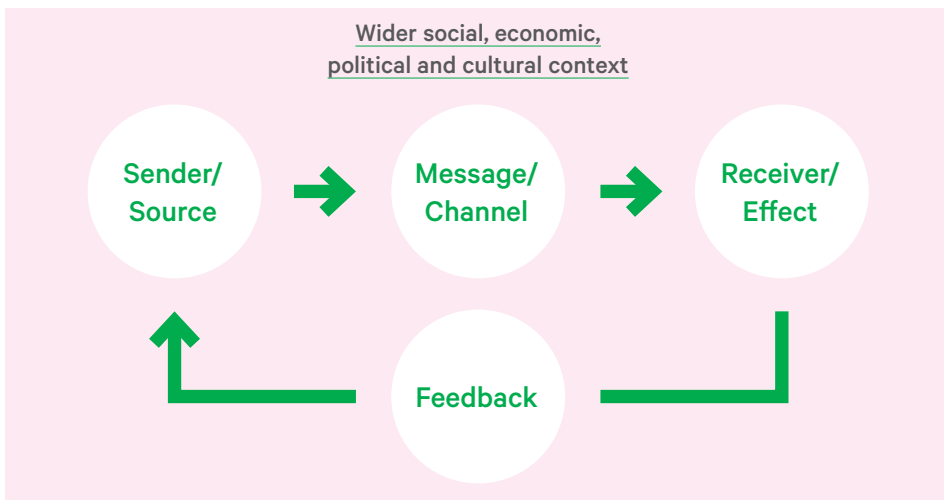 Wider social, economic,
political and cultural context
Sender/
Source
Message/
Channel
Receiver/
Effect
Feedback